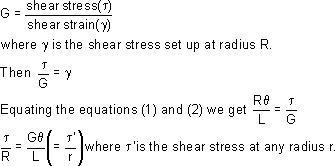 G = shear stress(τ) / shear strain(γ)
where γ is the shear stress set up at radius R.
Then τ/G = γ
Equating the equations (1) and (2) we get Rθ/L = τ/G
τ/R = Gθ/L (= τ'/r) where τ'is the shear stress at any radius r.